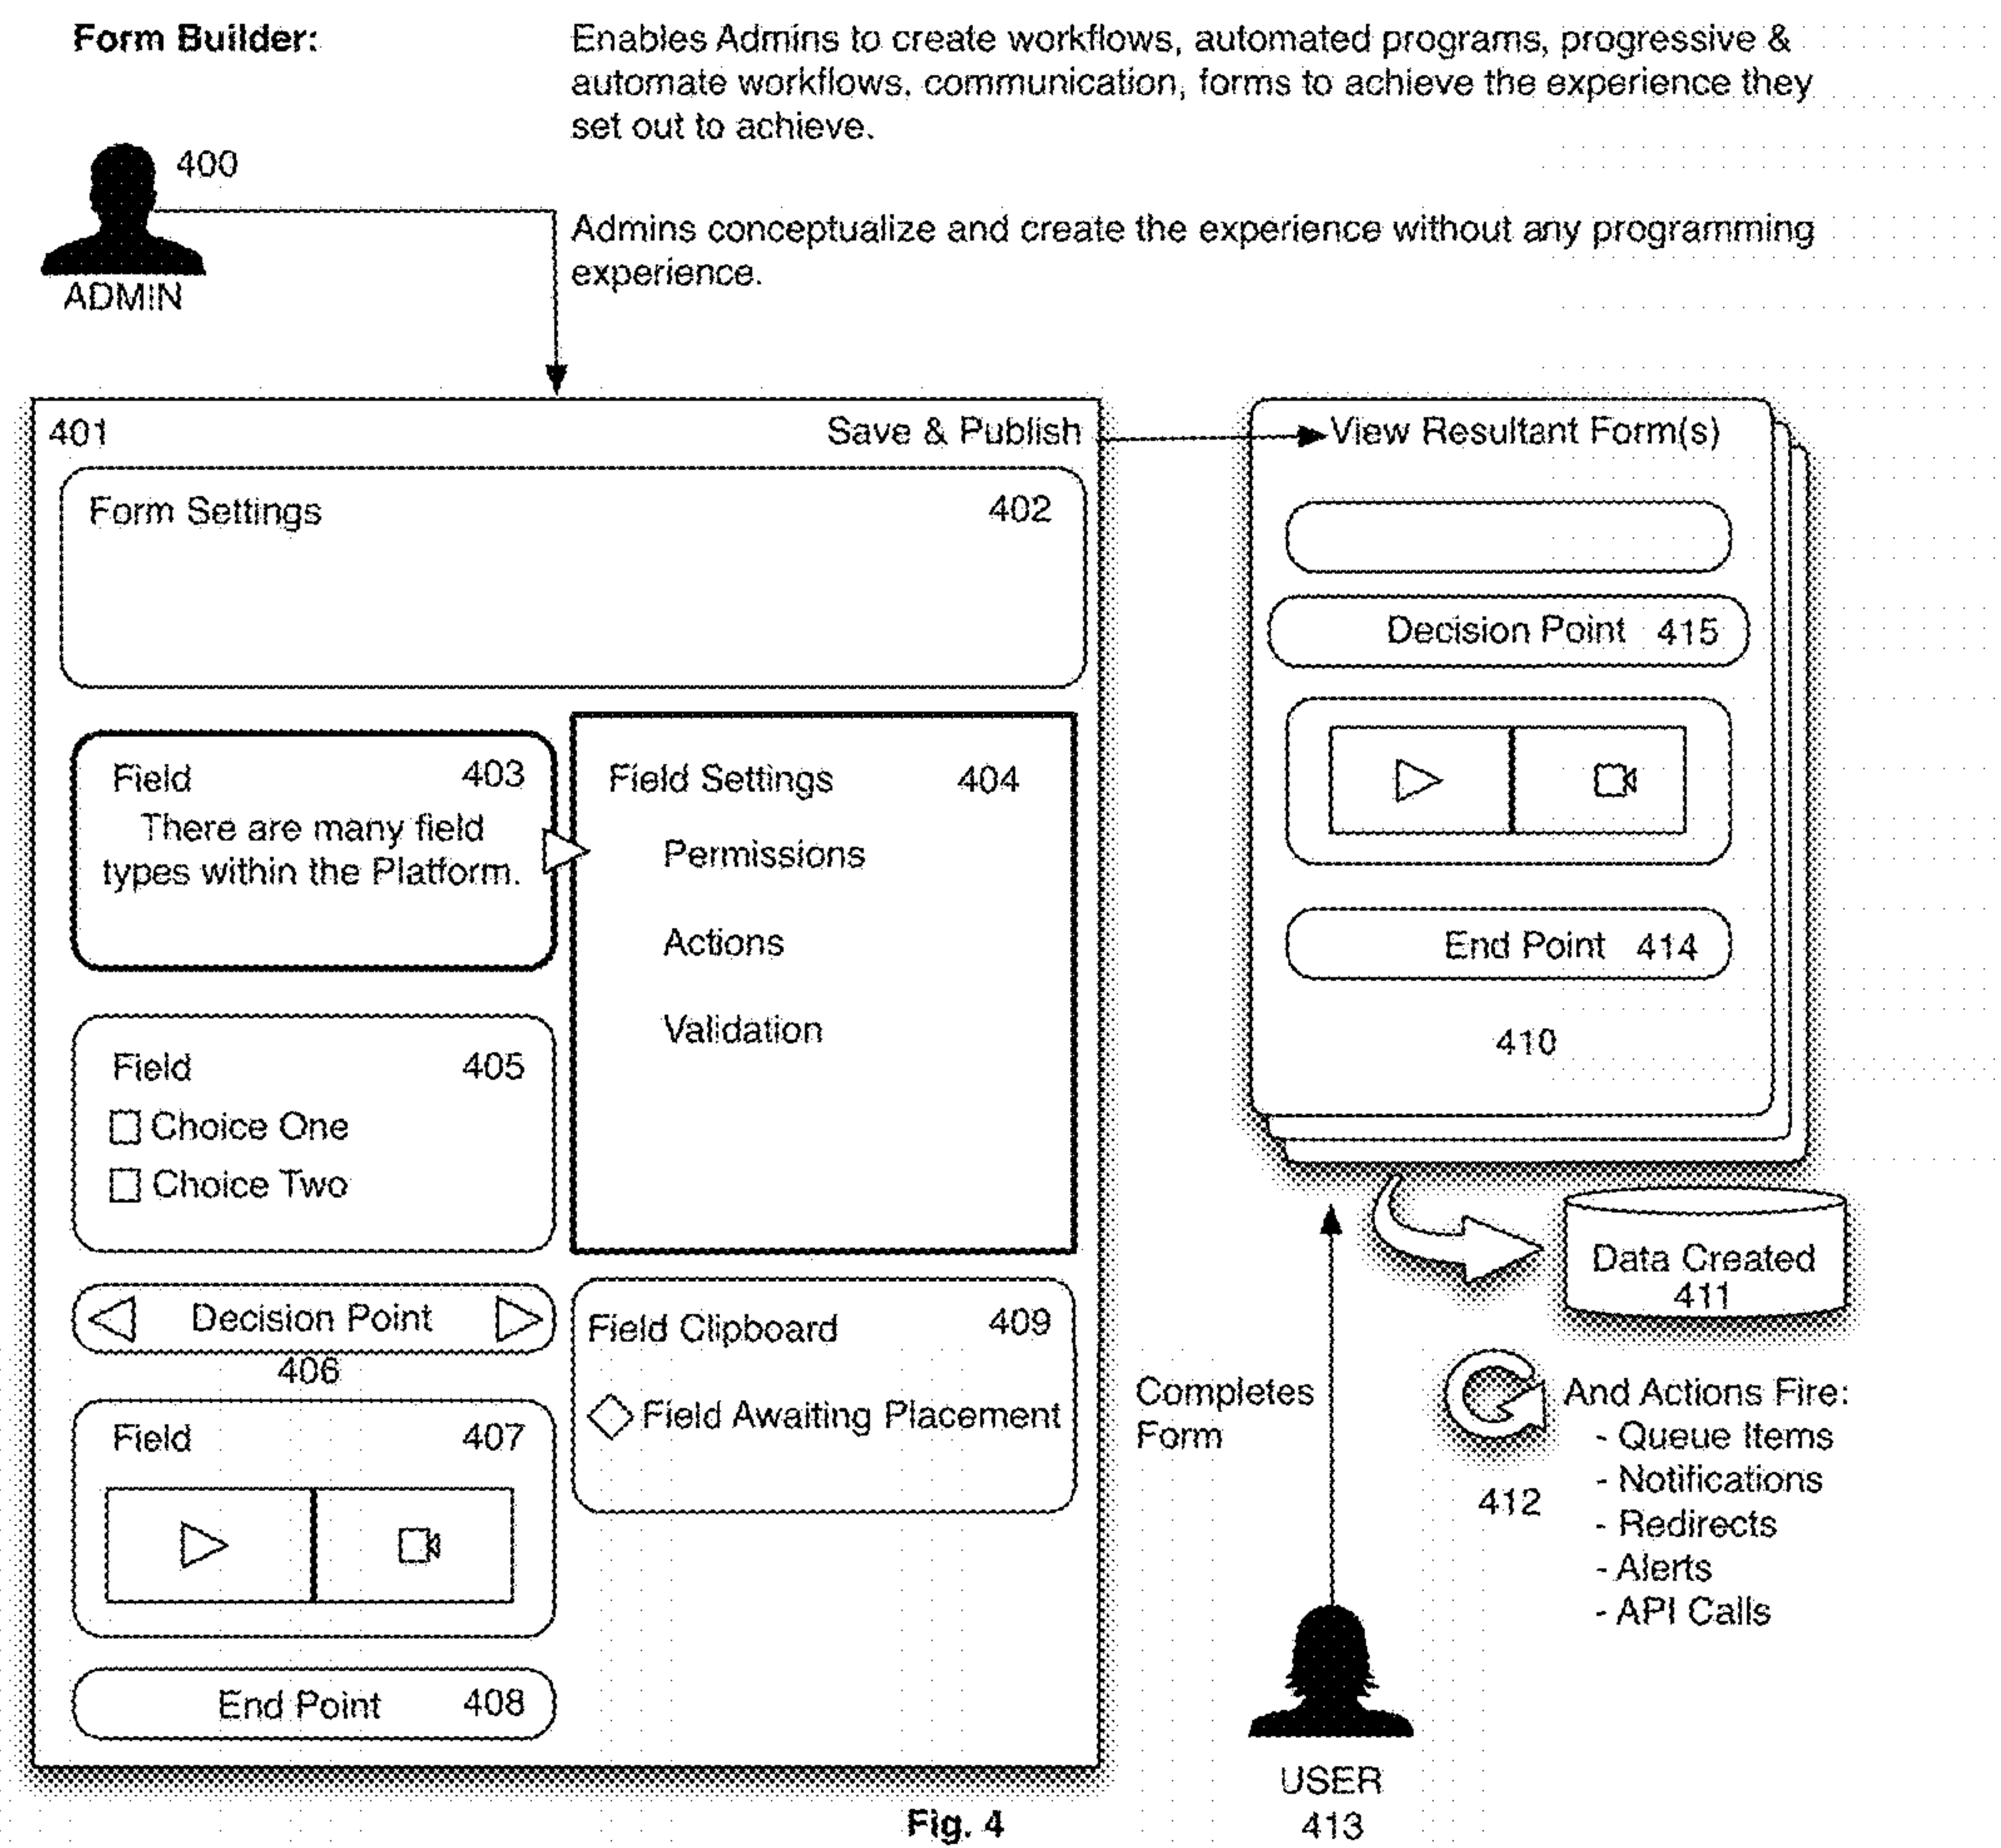 Form Builder:
Enables Admins to create workflows, automated programs, progressive &
automate workflows, communication, forms to achieve the experience they
set out to achieve.
400
ADMIN
Admins conceptualize and create the experience without any programming
experience.
401
Save & Publish
Form Settings 402
Field 403
There are many field
types within the Platform.
Field Settings 404
Permissions
Actions
Validation
Field 405
Choice One
Choice Two
Decision Point
406
Field 407
End Point 408
Field Clipboard 409
Field Awaiting Placement
View Resultant Form(s)
Decision Point 415
End Point 414
410
Data Created
411
Completes
Form
And Actions Fire:
- Queue Items
- Notifications
- Redirects
- Alerts
- API Calls
412
USER
413
Fig. 4